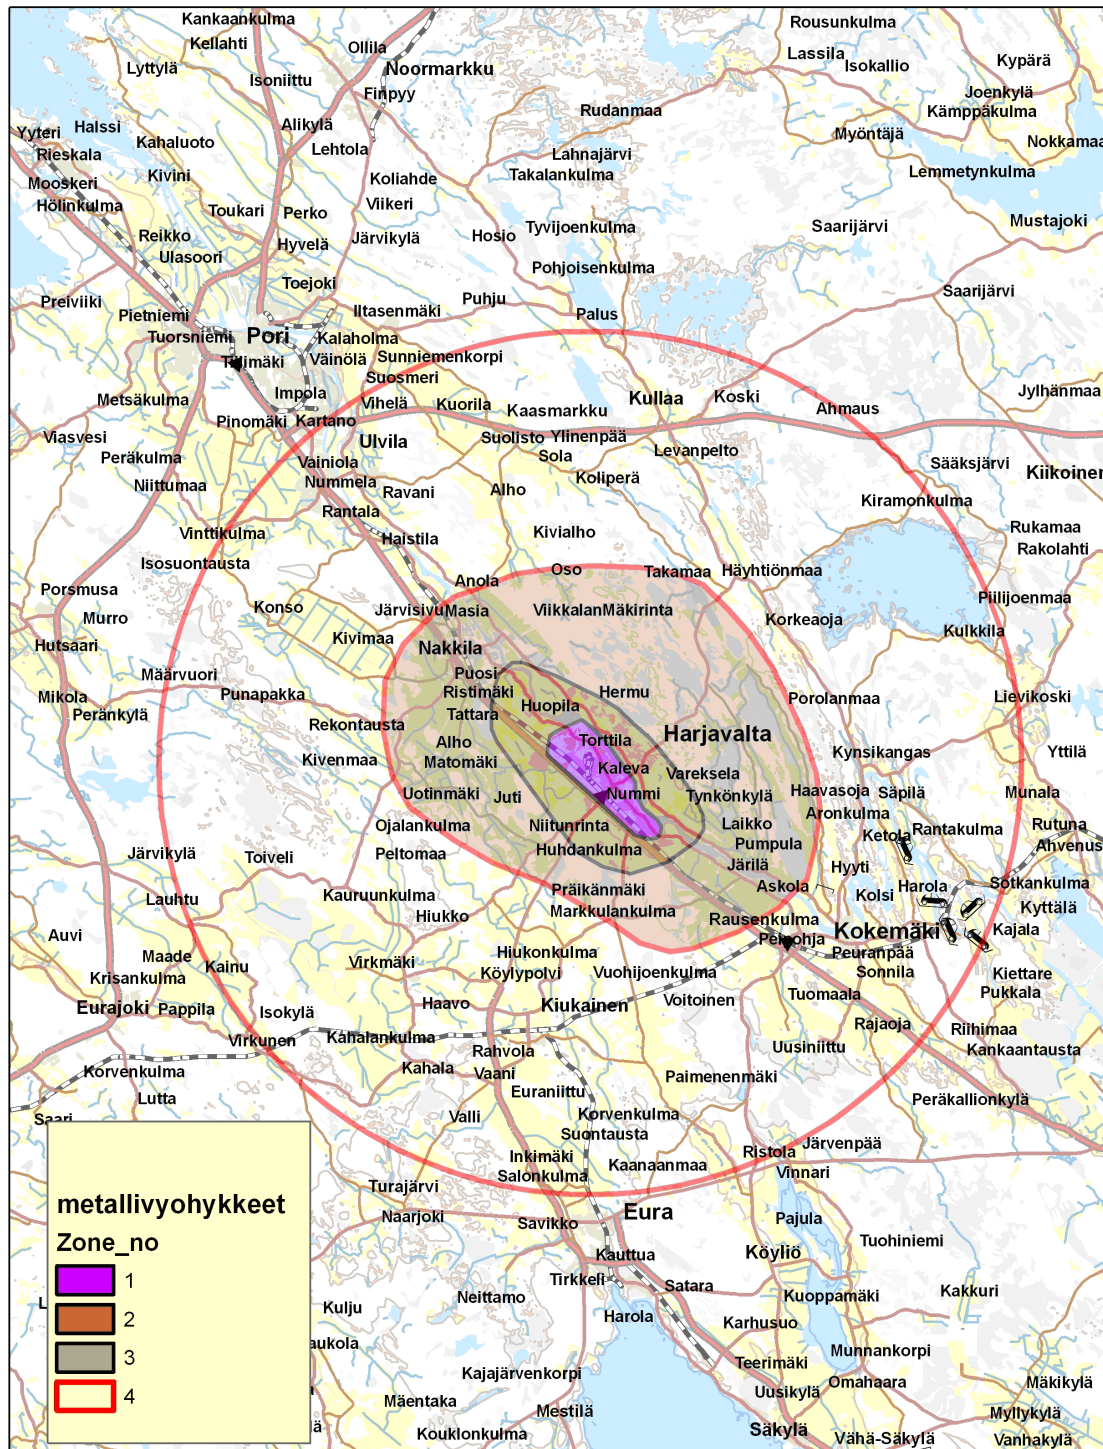 Kankaankulma
Rousunkulma
Kellahti
Ollila
Lassila
Isokallio
Kypärä
Lyttylä
Noormarkku
Isoniittu
Finpyy
Joenkylä
Rudanmaa
Kämppäkulma
Yyteri
Halssi
Alikylä
Myöntäjä
Nokkamaa
Rieskala
Kahaluoto
Lehtola
Lahnajärvi
Mooskeri
Kivini
Koliahde
Takalankulma
Lemmetynkulma
Hölinkulma
Toukari
Perko
Viikeri
Mustajoki
Reikko
Hyvelä
Järvikylä
Hosio
Tyvijoenkulma
Saarijärvi
Ulasoori
Pohjoisenkulma
Toejoki
Saarijärvi
Preiviiki
Pietniemi
Iltasenmäki
Puhju
Palus
Tuorsniemi
Pori
Kalaholma
Tiilimäki
Väinölä
Sunniemenkorpi
Suosmeri
Metsäkulma
Impola
Vihelä
Kuorila
Kaasmarkku
Kullaa
Koski
Ahmaus
Jylhänmaa
Pinomäki
Kartano
Viasvesi
Ulvila
Suolisto
Ylinenpää
Peräkulma
Vainiola
Sola
Levanpelto
Sääksjärvi
Kiikoinen
Niittumaa
Nummela
Ravani
Alho
Koliperä
Kiramonkulma
Rantala
Vinttikulma
Haistila
Kivialho
Rukamaa
Rakolahti
Isosuontausta
Anola
Oso
Takamaa
Häyhtiönmaa
Porsmusa
Konso
Järvisivu
Masia
Viikkalan
Mäkirinta
Korkeaoja
Piilijoenmaa
Murro
Kivimaa
Kulkkila
Hutsaari
Nakkila
Määrvuori
Puosi
Mikola
Punapakka
Ristimäki
Hermu
Porolanmaa
Lievikoski
Peränkylä
Rekontausta
Tattara
Huopila
Harjavalta
Alho
Torttila
Kynsikangas
Yttilä
Kivenmaa
Matomäki
Kaleva
Vareksela
Uotinmäki
Juti
Nummi
Tynkönkylä
Haavasoja
Säpilä
Munala
Aronkulma
Ojalankulma
Niitunrinta
Laikko
Ketola
Rantakulma
Rutuna
Järvikylä
Toiveli
Peltomaa
Huhdankulma
Pumpula
Ahvenus
Järilä
Hyyti
Lauhtu
Kauruunkulma
Präikänmäki
Askola
Kolsi
Harola
Sotkankulma
Hiukko
Markkulankulma
Rausenkulma
Kyttälä
Auvi
Peipohja
Kokemäki
Kajala
Maade
Kainu
Virkmäki
Hiukonkulma
Peuranpää
Krisankulma
Köylypolvi
Vuohijoenkulma
Sonnila
Kiettare
Eurajoki
Pappila
Isokylä
Haavo
Kiukainen
Voitoinen
Tuomaala
Pukkala
Virkunen
Kahalankulma
Rajaoja
Riihimaa
Rahvola
Uusiniittu
Kankaantausta
Korvenkulma
Kahala
Vaani
Paimenenmäki
Lutta
Euraniittu
Peräkallionkylä
Saari
Valli
Korvenkulma
Suontausta
Järvenpää
Inkimäki
Kaanaanmaa
Ristola
Salonkulma
Vinnari
Turajärvi
Naarjoki
Savikko
Eura
Pajula
Tuohiniemi
Kauttua
Köyliö
Tirkkeli
Satara
Kakkuri
Neittamo
Kuoppamäki
Kulju
Harola
Karhusuo
aukola
Munnankorpi
Teerimäki
Kajajärvenkorpi
Omahaara
Mäkikylä
Mäentaka
Uusikylä
Mestilä
Myllykylä
Kouklonkulma
Säkylä
Vähä-Säkylä
Vanhakylä
metallivyohykkeet
Zone_no
1
2
3
4